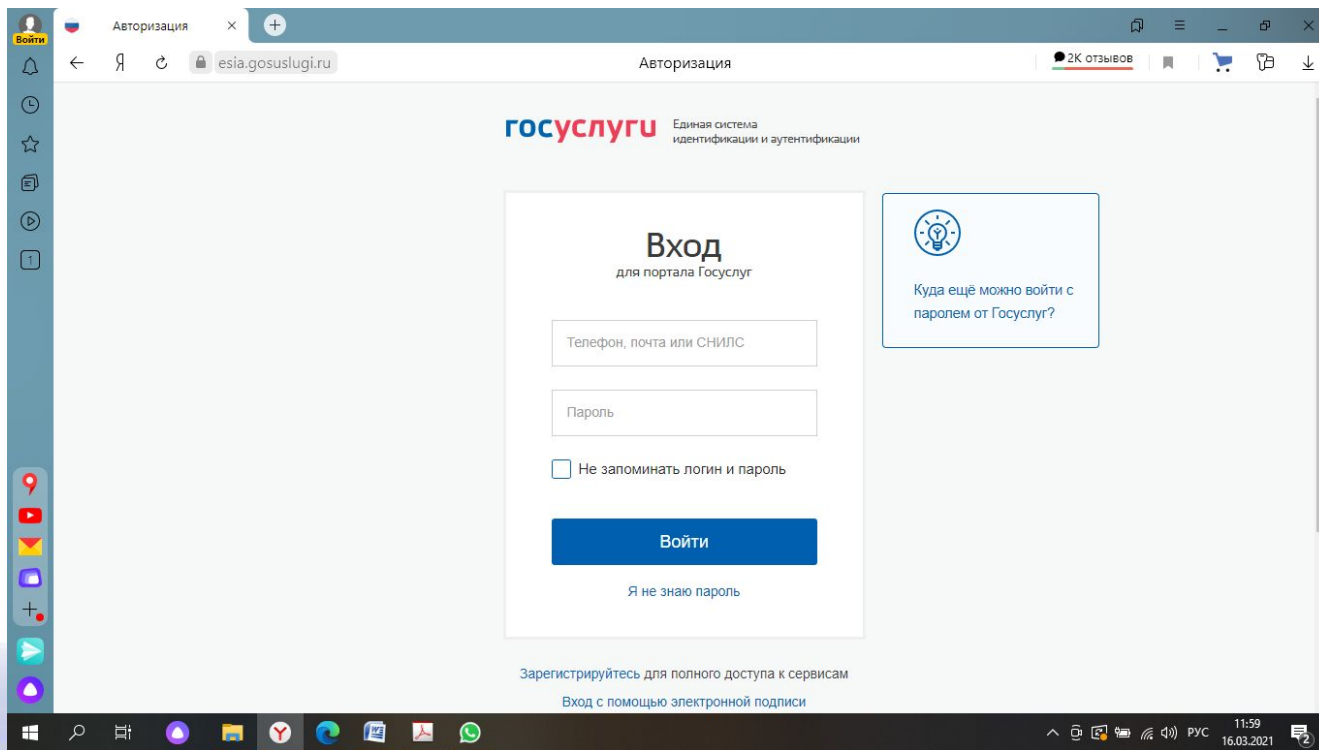 Войти
Авторизация
Я
esia.gosuslugi.ru
Авторизация
2K отзывов
госуслуги
Единая система
идентификации и аутентификации
Вход
для портала Госуслуг
Куда ещё можно войти с
паролем от Госуслуг?
Телефон, почта или СНИЛС
Пароль
Не запоминать логин и пароль
Войти
Я не знаю пароль
Зарегистрируйтесь для полного доступа к сервисам
Вход с помощью электронной подписи
1
РУС
11:59
16.03.2021
2